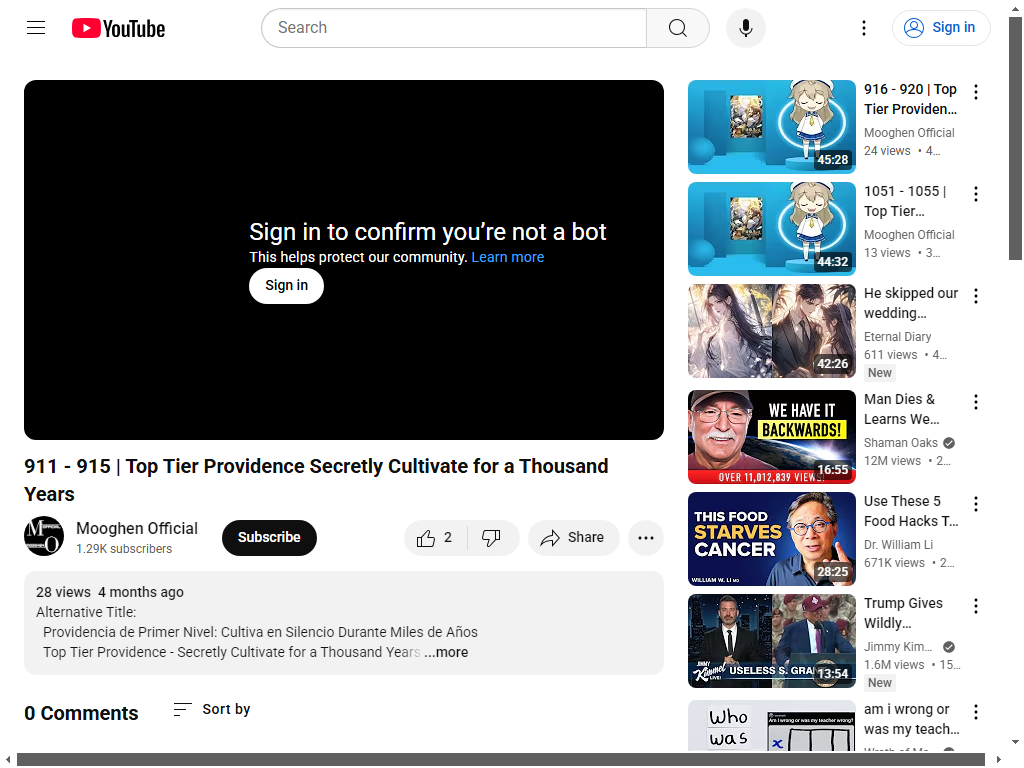 YouTube
Search
Sign in
Sign in to confirm you’re not a bot
This helps protect our community. Learn more
Sign in
911 - 915 | Top Tier Providence Secretly Cultivate for a Thousand
Years
Mooghen Official
1.29K subscribers
Subscribe
2
Share
28 views 4 months ago
Alternative Title:
Providencia de Primer Nivel: Cultiva en Silencio Durante Miles de Años
Top Tier Providence - Secretly Cultivate for a Thousand Years ...more
0 Comments
Sort by
45:28
916 - 920 | Top
Tier Providen...
Mooghen Official
24 views • 4...
44:32
1051 - 1055 |
Top Tier...
Mooghen Official
13 views • 3...
42:26
He skipped our
wedding...
Eternal Diary
611 views • 4...
New
WE HAVE IT
BACKWARDS!
OVER 11,012,839 VIEWS
16:55
Man Dies &
Learns We...
Shaman Oaks
12M views • 2...
THIS FOOD
STARVES
CANCER
WILLIAM W. LI MD
28:25
Use These 5
Food Hacks T...
Dr. William Li
671K views • 2...
JIMMY
Kimmel
LIVE!
USELESS S. GRA
13:54
Trump Gives
Wildly...
Jimmy Kim...
1.6M views • 15...
New
Who
was
Am I wrong or was my teacher wrong?
x
am i wrong or
was my teach...